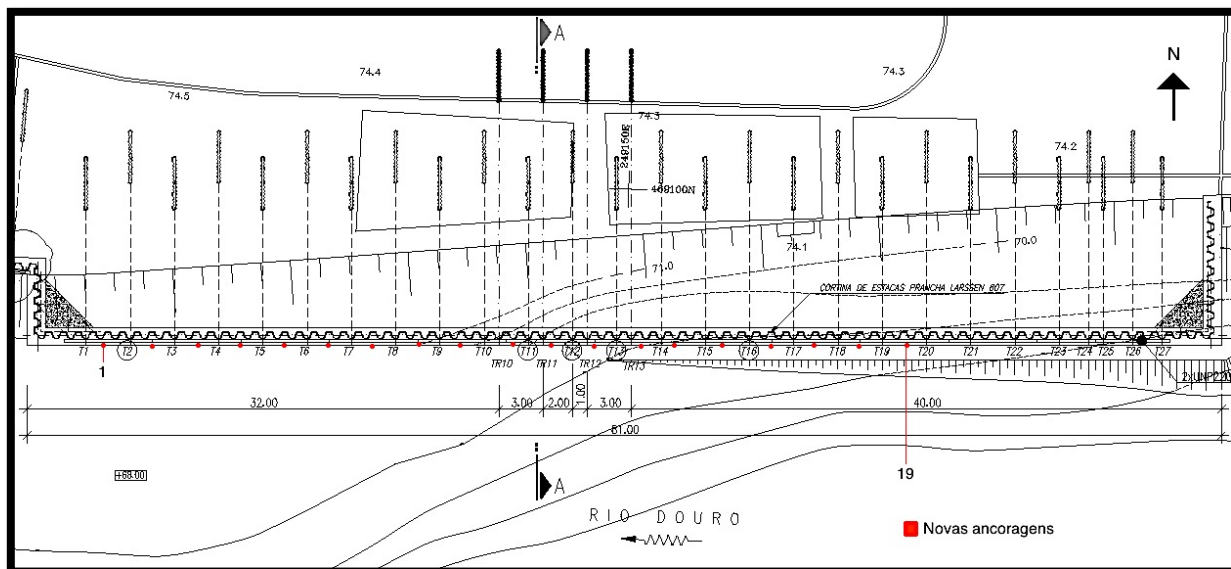 A
N
74.4
74.3
74.5
74.3
249150E
74.2
469100N
74.1
70.0
71.0
CORTINA DE ESTACAS PRANCHA LARSSEN 607
T1 T2 T3 T4 T5 T6 T7 T8 T9 T10 T11 T12 T13 T14 T15 T16 T17 T18 T19 T20 T21 T22 T23 T24 T25 T26 T27
TR10 TR11 TR12 TR13
1
2xUNP220
32.00 3.00 2.00 1.00 3.00 40.00
81.00
+68.00
19
A
RIO DOURO
Novas ancoragens